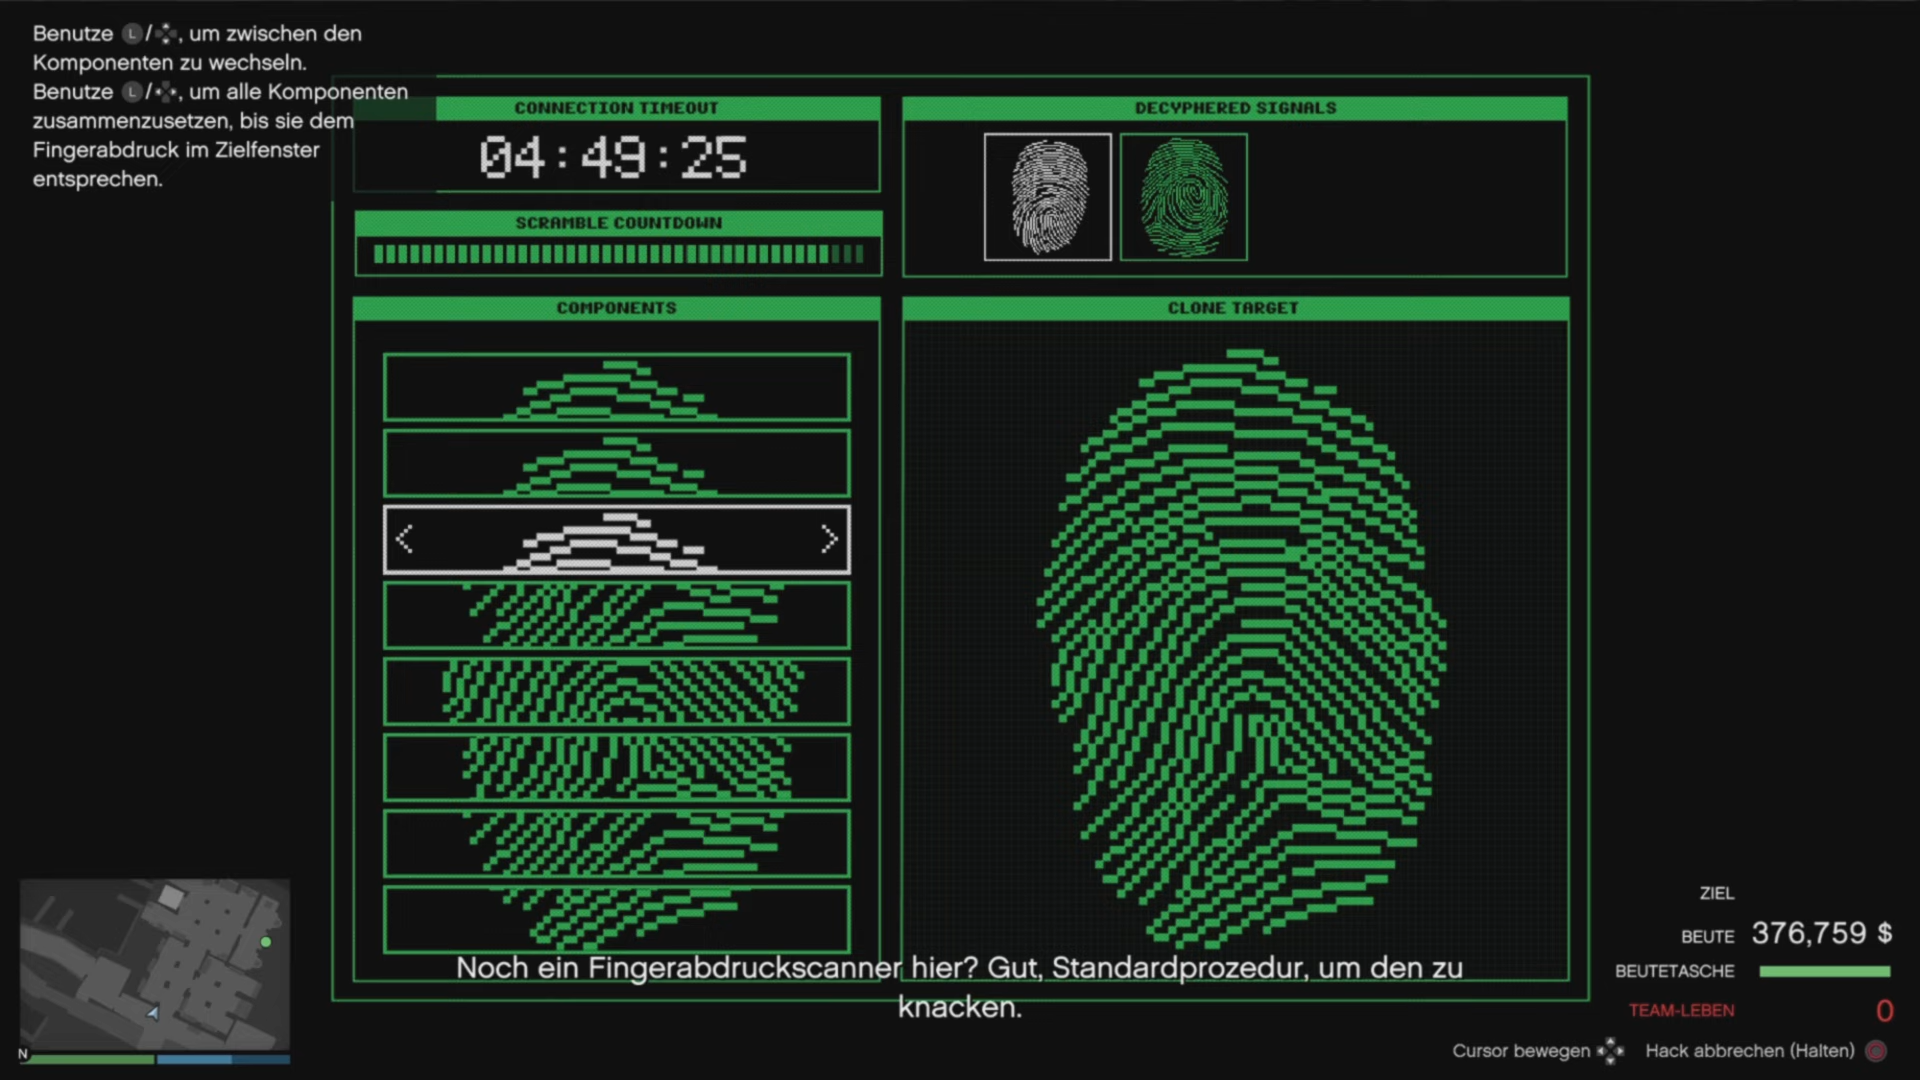 Benutze L/, um zwischen den
Komponenten zu wechseln.
Benutze L/, um alle Komponenten
zusammenzusetzen, bis sie dem
Fingerabdruck im Zielfenster
entsprechen.
CONNECTION TIMEOUT
04:49:25
SCRAMBLE COUNTDOWN
DECYPHERED SIGNALS
COMPONENTS
CLONE TARGET
Noch ein Fingerabdruckscanner hier? Gut, Standardprozedur, um den zu
knacken.
N
ZIEL
BEUTE 376,759 $
BEUTETASCHE
TEAM-LEBEN 0
Cursor bewegen Hack abbrechen (Halten)